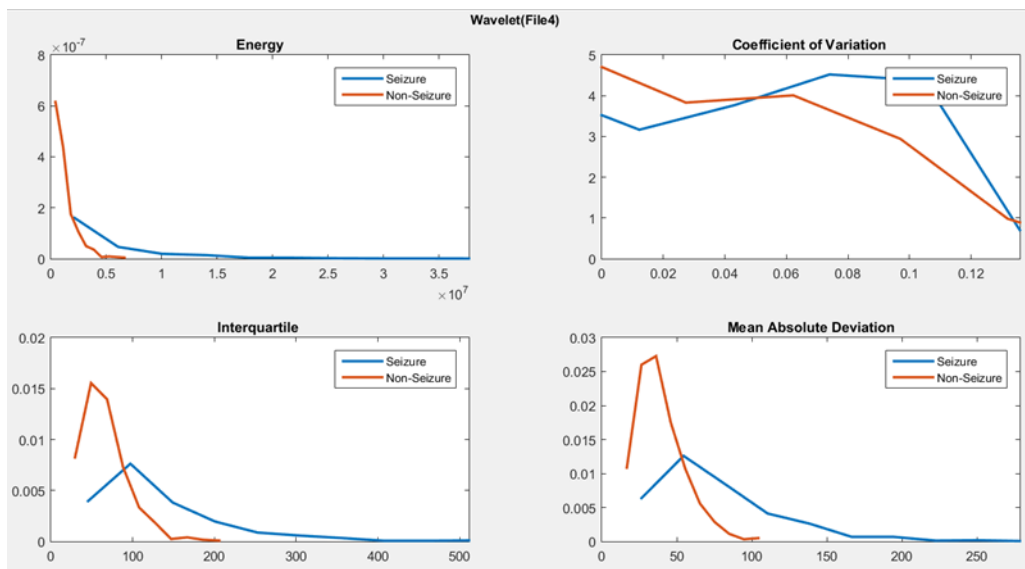 Wavelet(File4)
Energy
×10-7
8
6
4
2
0
0 0.5 1 1.5 2 2.5 3 3.5
×107
Seizure
Non-Seizure
Coefficient of Variation
5
4
3
2
1
0
0 0.02 0.04 0.06 0.08 0.1 0.12
Seizure
Non-Seizure
Interquartile
0.02
0.015
0.01
0.005
0
0 100 200 300 400 500
Seizure
Non-Seizure
Mean Absolute Deviation
0.03
0.025
0.02
0.015
0.01
0.005
0
0 50 100 150 200 250
Seizure
Non-Seizure